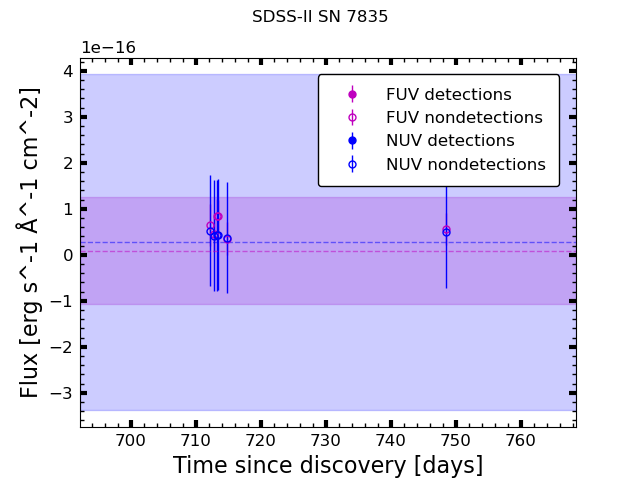 SDSS-II SN 7835
1e−16
4
3
2
1
0
−1
−2
−3
Flux [erg s^-1 Å^-1 cm^-2]
FUV detections
FUV nondetections
NUV detections
NUV nondetections
700 710 720 730 740 750 760
Time since discovery [days]